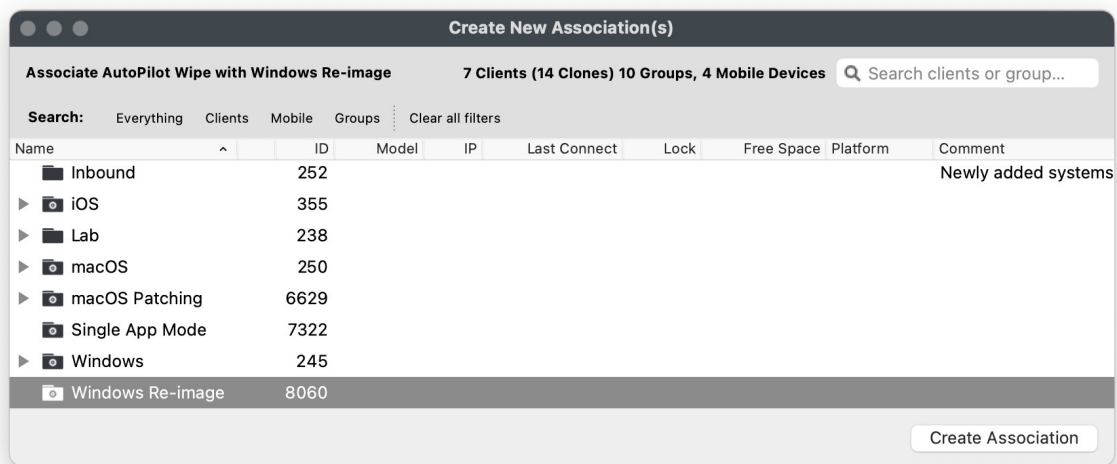 Create New Association(s)
Associate AutoPilot Wipe with Windows Re-image 7 Clients (14 Clones) 10 Groups, 4 Mobile Devices Search clients or group...
Search: Everything Clients Mobile Groups Clear all filters
Name ID Model IP Last Connect Lock Free Space Platform Comment
Inbound 252 Newly added systems
iOS 355
Lab 238
macOS 250
macOS Patching 6629
Single App Mode 7322
Windows 245
Windows Re-image 8060
Create Association